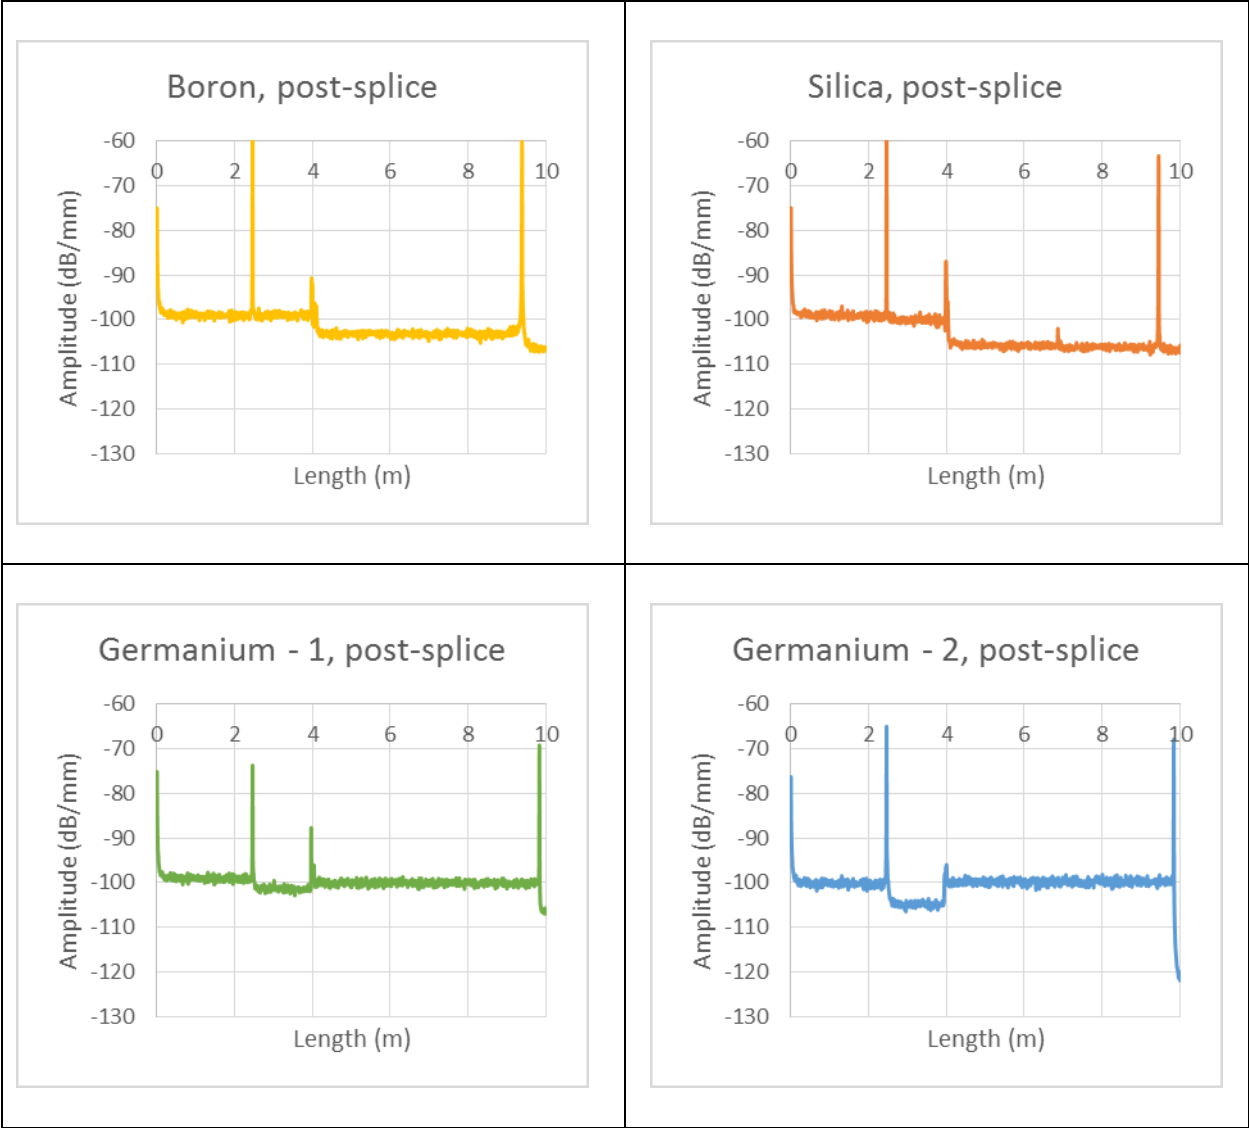 Boron, post-splice
-60
0 2 4 6 8 10
-70
-80
-90
-100
-110
-120
-130
Amplitude (dB/mm)
Length (m)
Silica, post-splice
-60
0 2 4 6 8 10
-70
-80
-90
-100
-110
-120
-130
Amplitude (dB/mm)
Length (m)
Germanium - 1, post-splice
-60
0 2 4 6 8 10
-70
-80
-90
-100
-110
-120
-130
Amplitude (dB/mm)
Length (m)
Germanium - 2, post-splice
-60
0 2 4 6 8 10
-70
-80
-90
-100
-110
-120
-130
Amplitude (dB/mm)
Length (m)